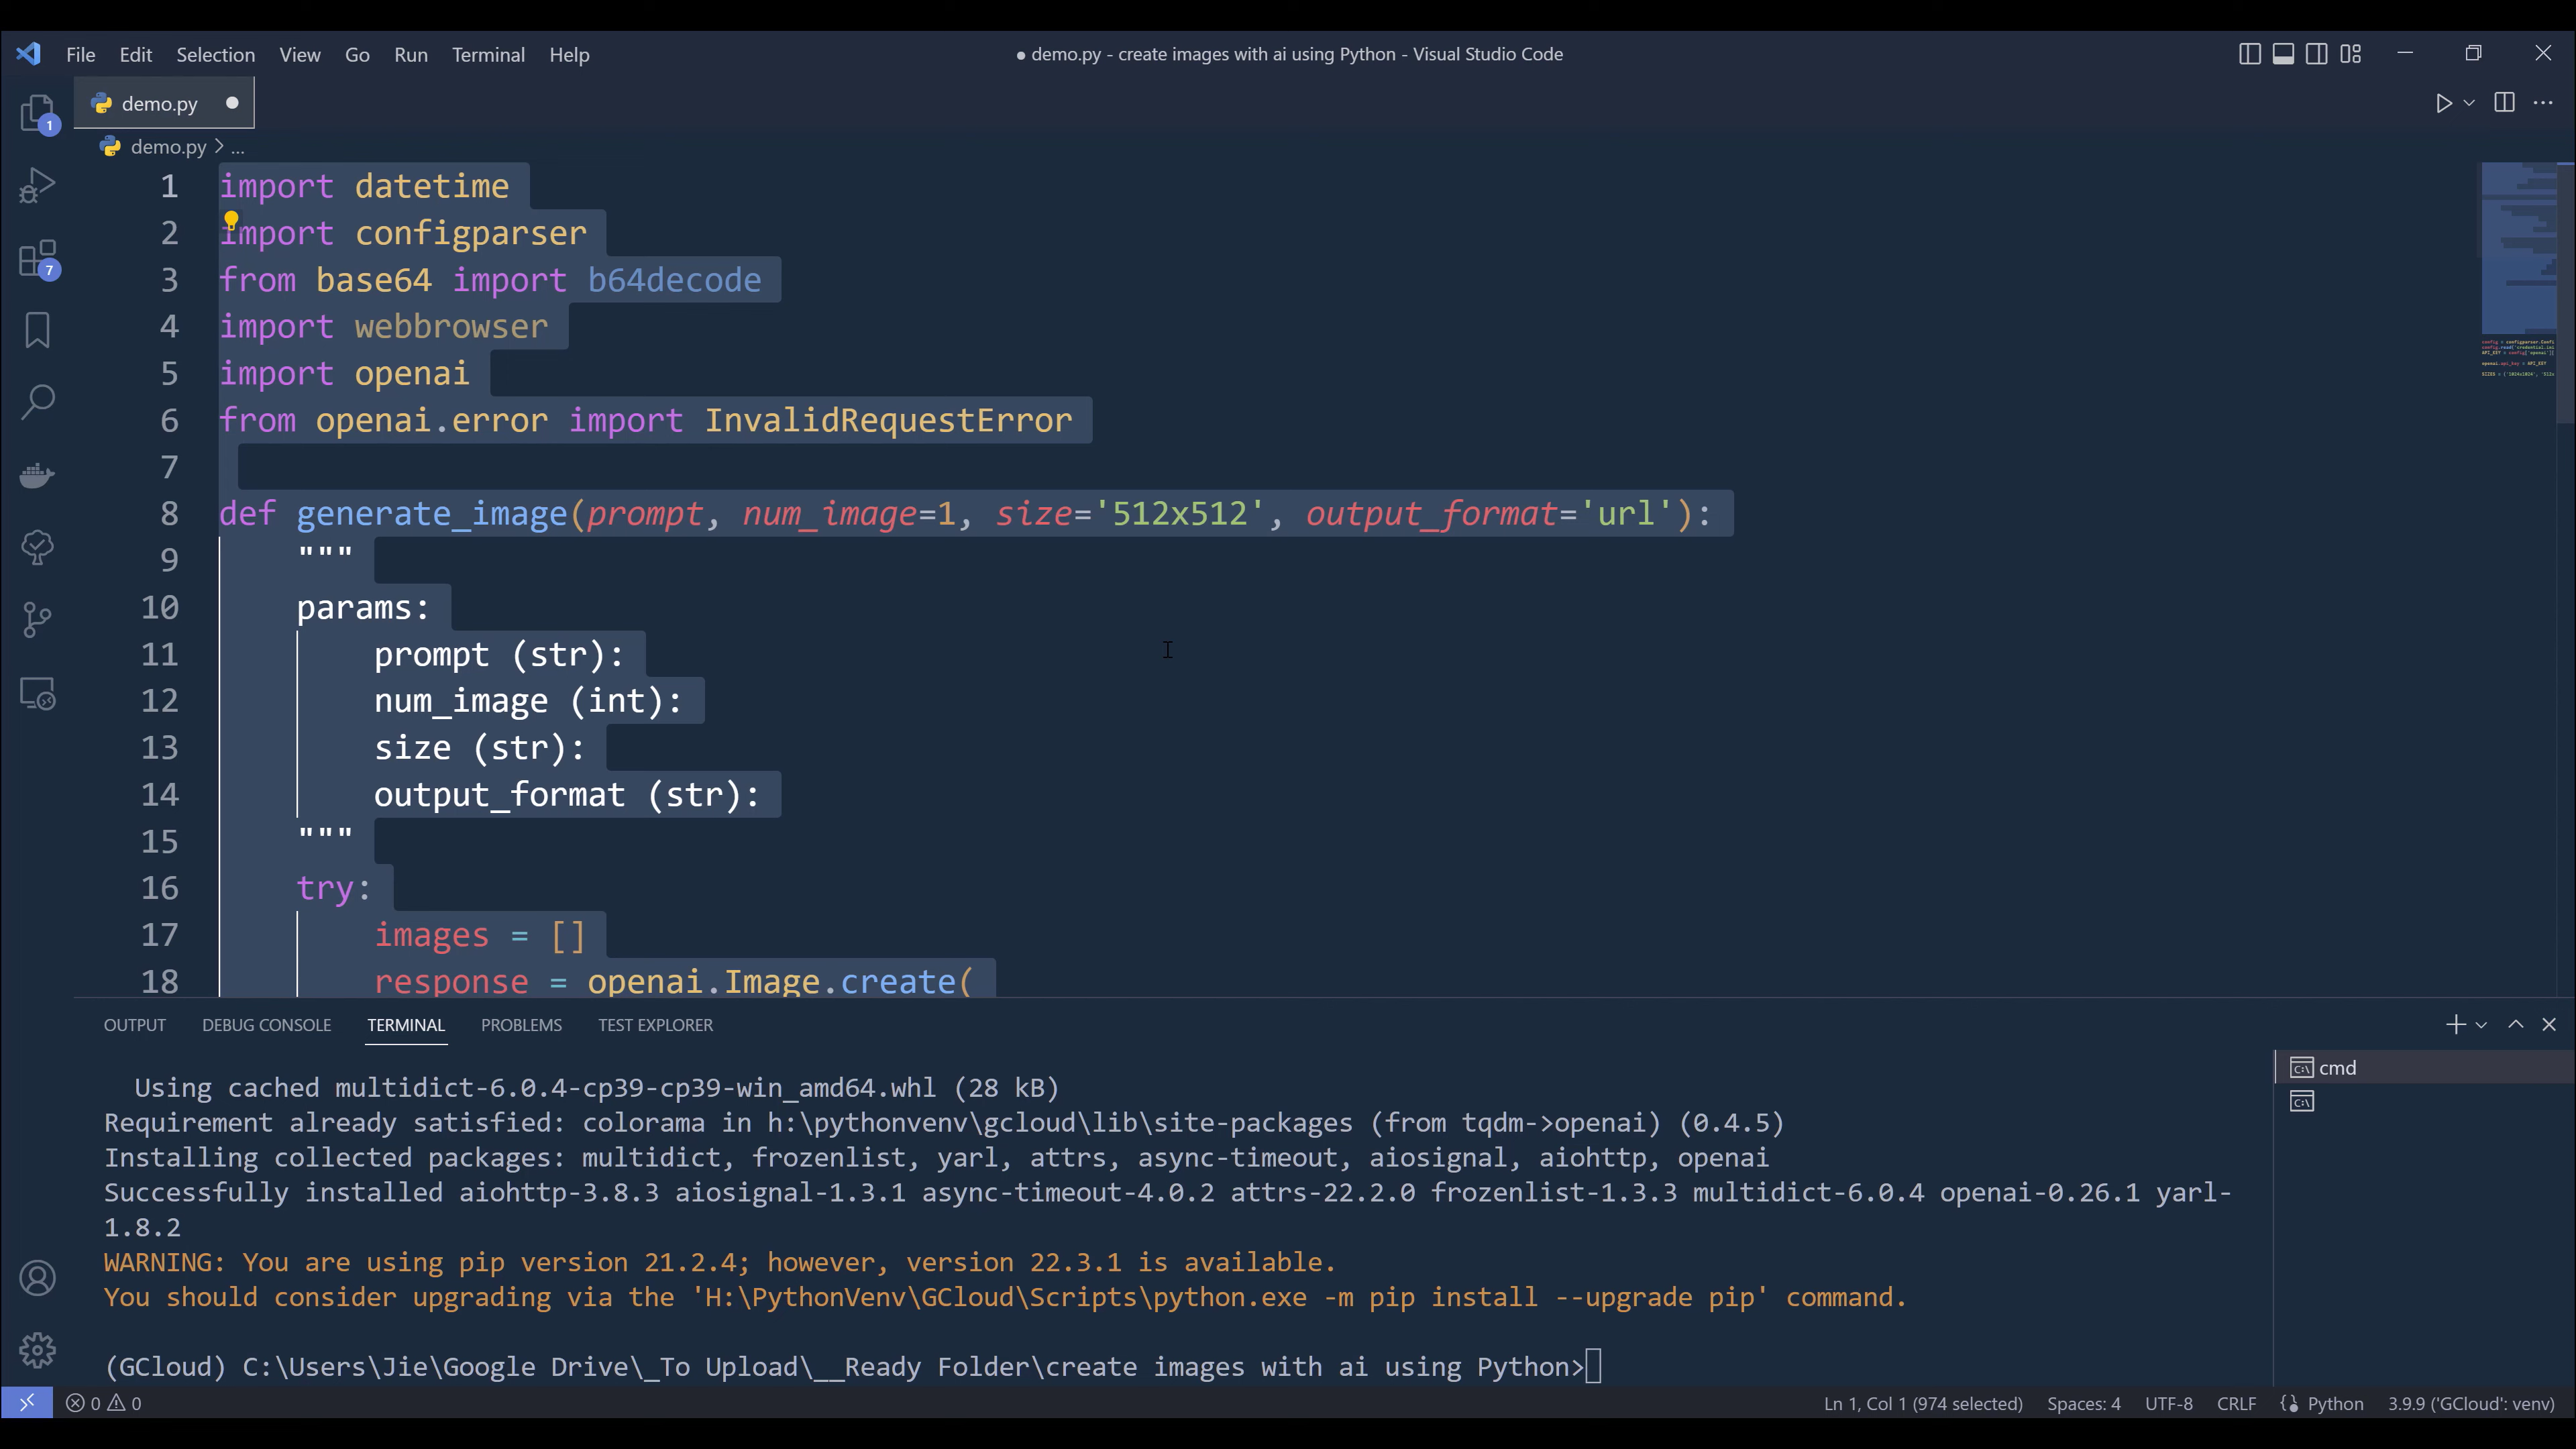 File Edit Selection View Go Run Terminal Help
● demo.py - create images with ai using Python - Visual Studio Code
demo.py
demo.py > ...
1 import datetime
2 import configparser
3 from base64 import b64decode
4 import webbrowser
5 import openai
6 from openai.error import InvalidRequestError
7
8 def generate_image(prompt, num_image=1, size='512x512', output_format='url'):
9 """
10 params:
11 prompt (str):
12 num_image (int):
13 size (str):
14 output_format (str):
15 """
16 try:
17 images = []
18 response = openai.Image.create(
1
7
OUTPUT DEBUG CONSOLE TERMINAL PROBLEMS TEST EXPLORER
Using cached multidict-6.0.4-cp39-cp39-win_amd64.whl (28 kB)
Requirement already satisfied: colorama in h:\pythonvenv\gcloud\lib\site-packages (from tqdm->openai) (0.4.5)
Installing collected packages: multidict, frozenlist, yarl, attrs, async-timeout, aiosignal, aiohttp, openai
Successfully installed aiohttp-3.8.3 aiosignal-1.3.1 async-timeout-4.0.2 attrs-22.2.0 frozenlist-1.3.3 multidict-6.0.4 openai-0.26.1 yarl-
1.8.2
WARNING: You are using pip version 21.2.4; however, version 22.3.1 is available.
You should consider upgrading via the 'H:\PythonVenv\GCloud\Scripts\python.exe -m pip install --upgrade pip' command.
(GCloud) C:\Users\Jie\Google Drive\_To Upload\__Ready Folder\create images with ai using Python>
cmd
0 0
Ln 1, Col 1 (974 selected) Spaces: 4 UTF-8 CRLF Python 3.9.9 ('GCloud': venv)